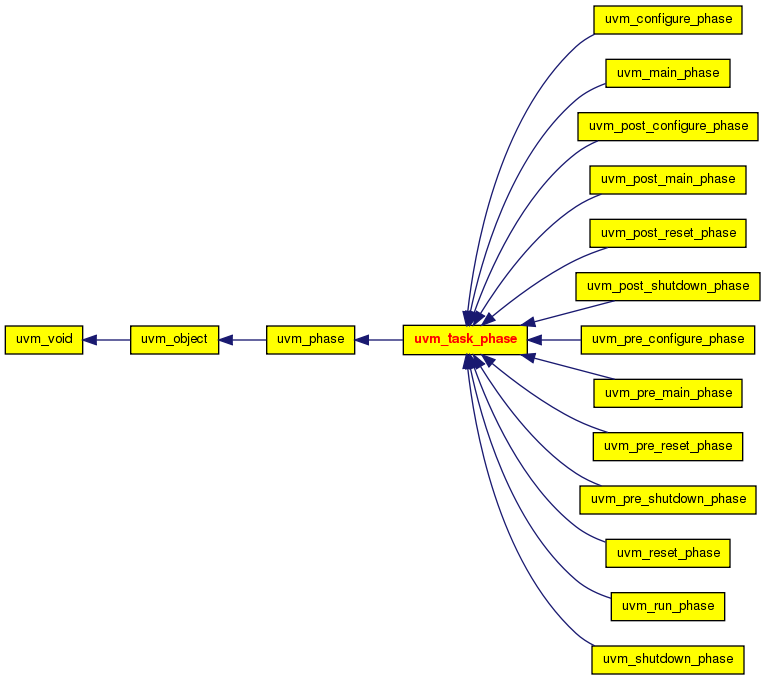 uvm_configure_phase
uvm_main_phase
uvm_post_configure_phase
uvm_post_main_phase
uvm_post_reset_phase
uvm_post_shutdown_phase
uvm_void
uvm_object
uvm_phase
uvm_task_phase
uvm_pre_configure_phase
uvm_pre_main_phase
uvm_pre_reset_phase
uvm_pre_shutdown_phase
uvm_reset_phase
uvm_run_phase
uvm_shutdown_phase